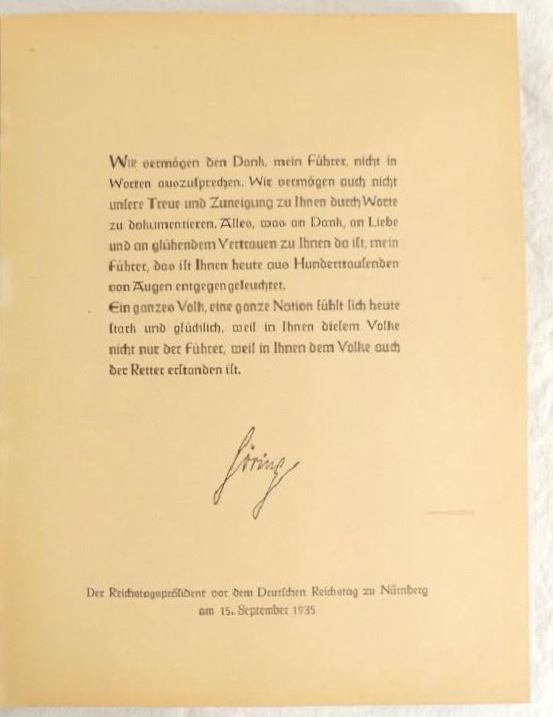 Wir vermögen den Dank, mein Führer, nicht in
Worten auszusprechen. Wir vermögen auch nicht
unsere Treue und Zuneigung zu Ihnen durch Worte
zu dokumentieren. Alles, was an Dank, an Liebe
und an glühendem Vertrauen zu Ihnen da ist, mein
Führer, das ist Ihnen heute aus Hunderttausenden
von Augen entgegengeleuchtet.
Ein ganzes Volk, eine ganze Nation fühlt sich heute
stark und glücklich, weil in Ihnen diesem Volke
nicht nur der Führer, weil in Ihnen dem Volke auch
der Retter erstanden ist.
Göring
Der Reichstagspräsident vor dem Deutschen Reichstag zu Nürnberg
am 15. September 1935